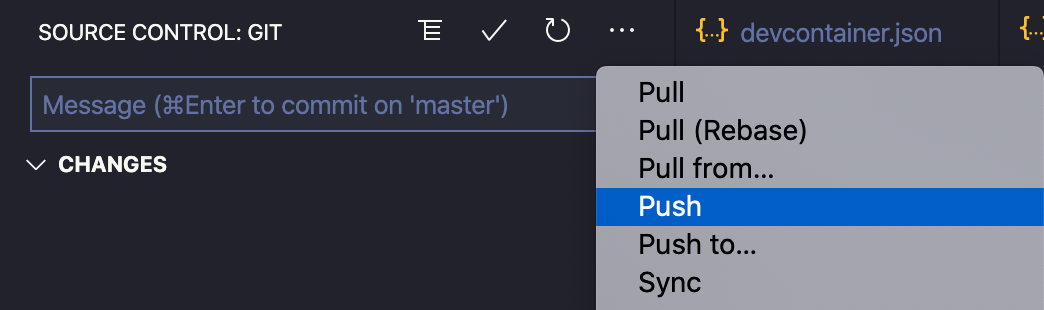 SOURCE CONTROL: GIT
{..} devcontainer.json
Message (⌘Enter to commit on 'master')
CHANGES
Pull
Pull (Rebase)
Pull from...
Push
Push to...
Sync